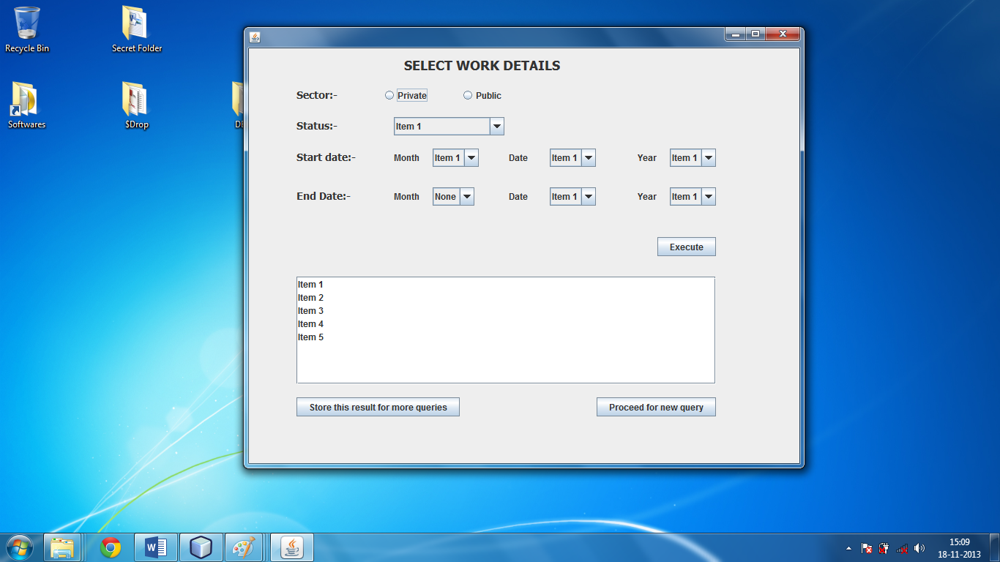 Recycle Bin
Secret Folder
Softwares
$Drop
SELECT WORK DETAILS
Sector:- Private Public
Status:- Item 1
Start date:- Month Item 1 Date Item 1 Year Item 1
End Date:- Month None Date Item 1 Year Item 1
Execute
Item 1
Item 2
Item 3
Item 4
Item 5
Store this result for more queries Proceed for new query
15:09
18-11-2013